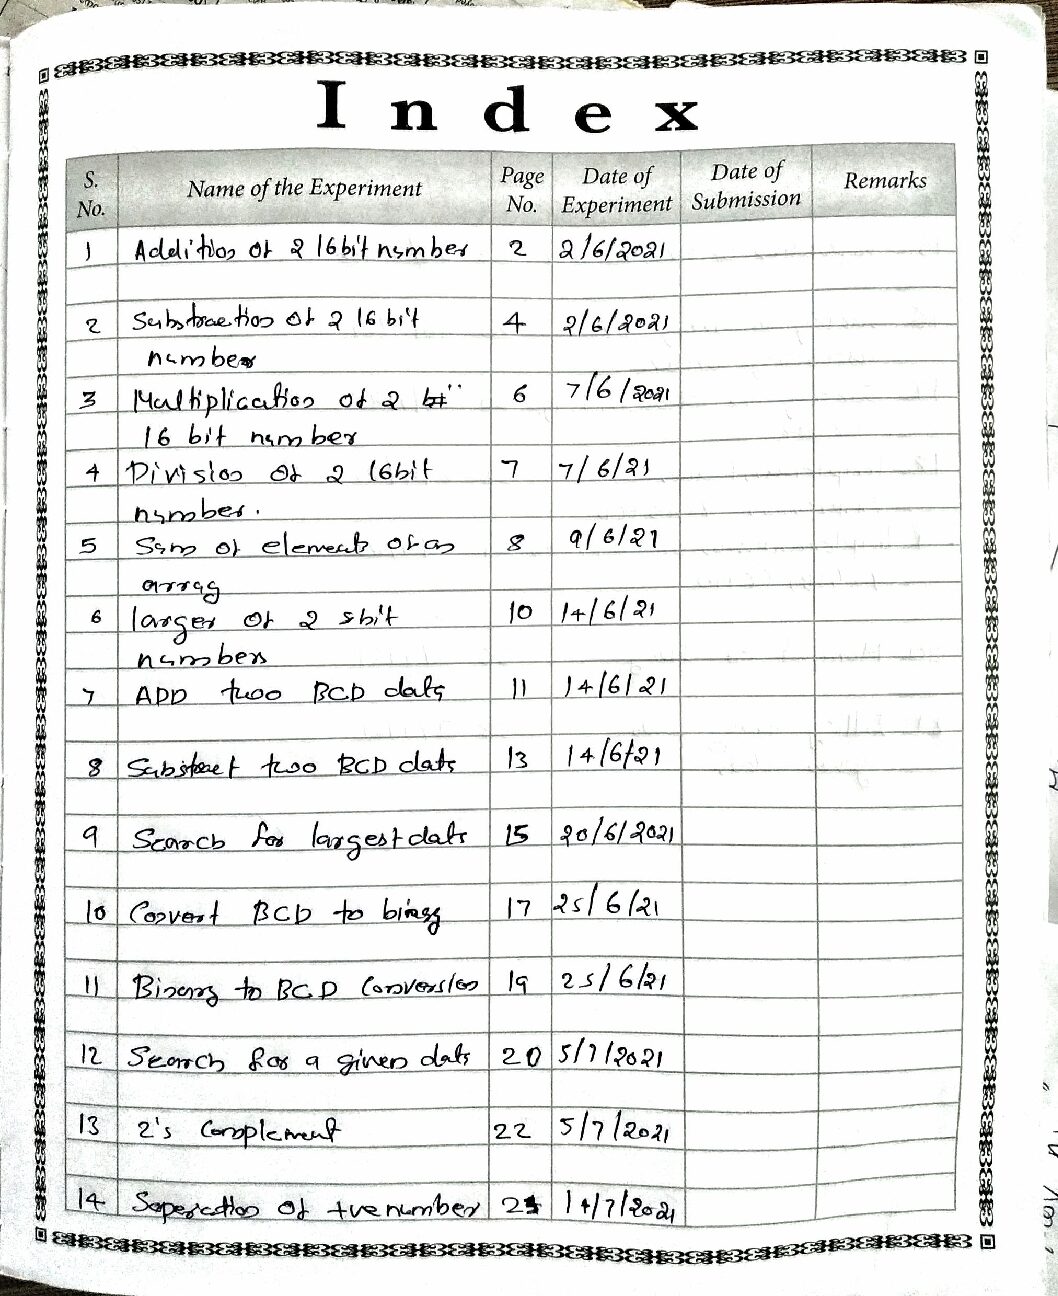 Index
S. No. Name of the Experiment Page No. Date of Experiment Date of Submission Remarks
1 Addition of 2 16bit number 2 2/6/2021
2 Substraction of 2 16 bit 4 2/6/2021
number
3 Multiplication of 2 6 7/6/2021
16 bit number
4 Division of 2 16bit 7 7/6/21
number.
5 Sum of elements of an 8 9/6/21
array
6 larger of 2 8bit 10 14/6/21
numbers
7 ADD two BCD data 11 14/6/21
8 Substract two BCD data 13 14/6/21
9 Search for largest data 15 20/6/2021
10 Convert BCD to binary 17 25/6/21
11 Binary to BCD Conversion 19 25/6/21
12 Search for a given data 20 5/7/2021
13 2's Complement 22 5/7/2021
14 Seperation of +ve number 14/7/2021